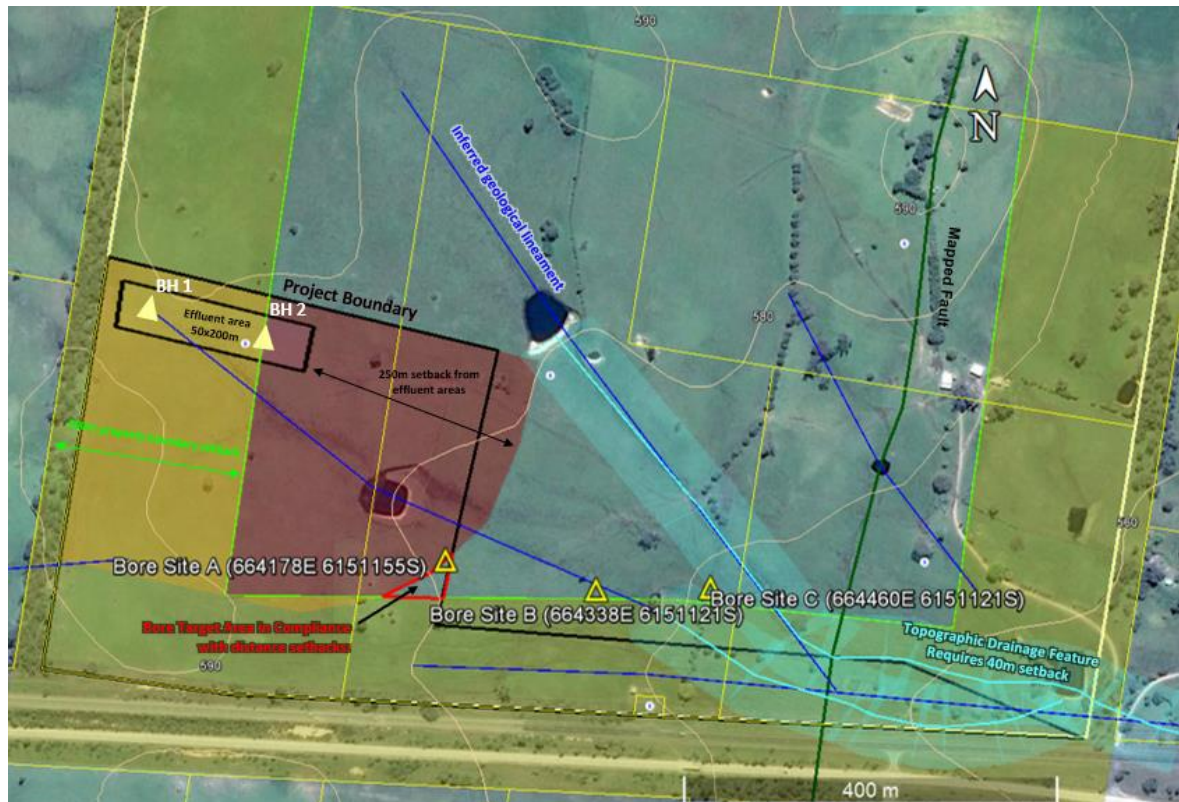 590
N
Inferred geological lineament
590
Mapped Fault
BH 1
BH 2
Project Boundary
Effluent area
50x200m
580
250m setback from
effluent areas
560
Bore Site A (664178E 6151155S)
Bore Site B (664338E 6151121S)
Bore Site C (664460E 6151121S)
Bore Target Area in Compliance
with distance setbacks
Topographic Drainage Feature
Requires 40m setback
590
400 m